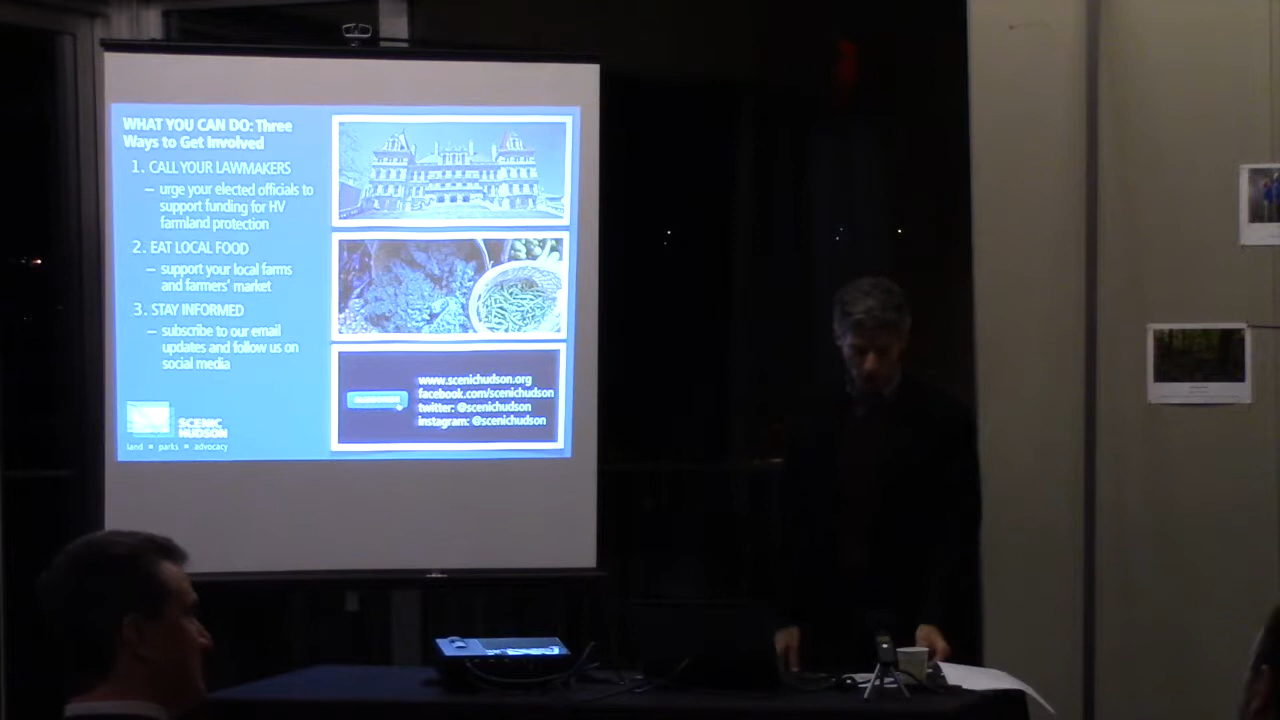 WHAT YOU CAN DO: Three
Ways to Get Involved
1. CALL YOUR LAWMAKERS
– urge your elected officials to
support funding for HV
farmland protection
2. EAT LOCAL FOOD
– support your local farms
and farmers' market
3. STAY INFORMED
– subscribe to our email
updates and follow us on
social media
SCENIC
HUDSON
land ▪ parks ▪ advocacy
www.scenichudson.org
facebook.com/scenichudson
twitter: @scenichudson
Instagram: @scenichudson